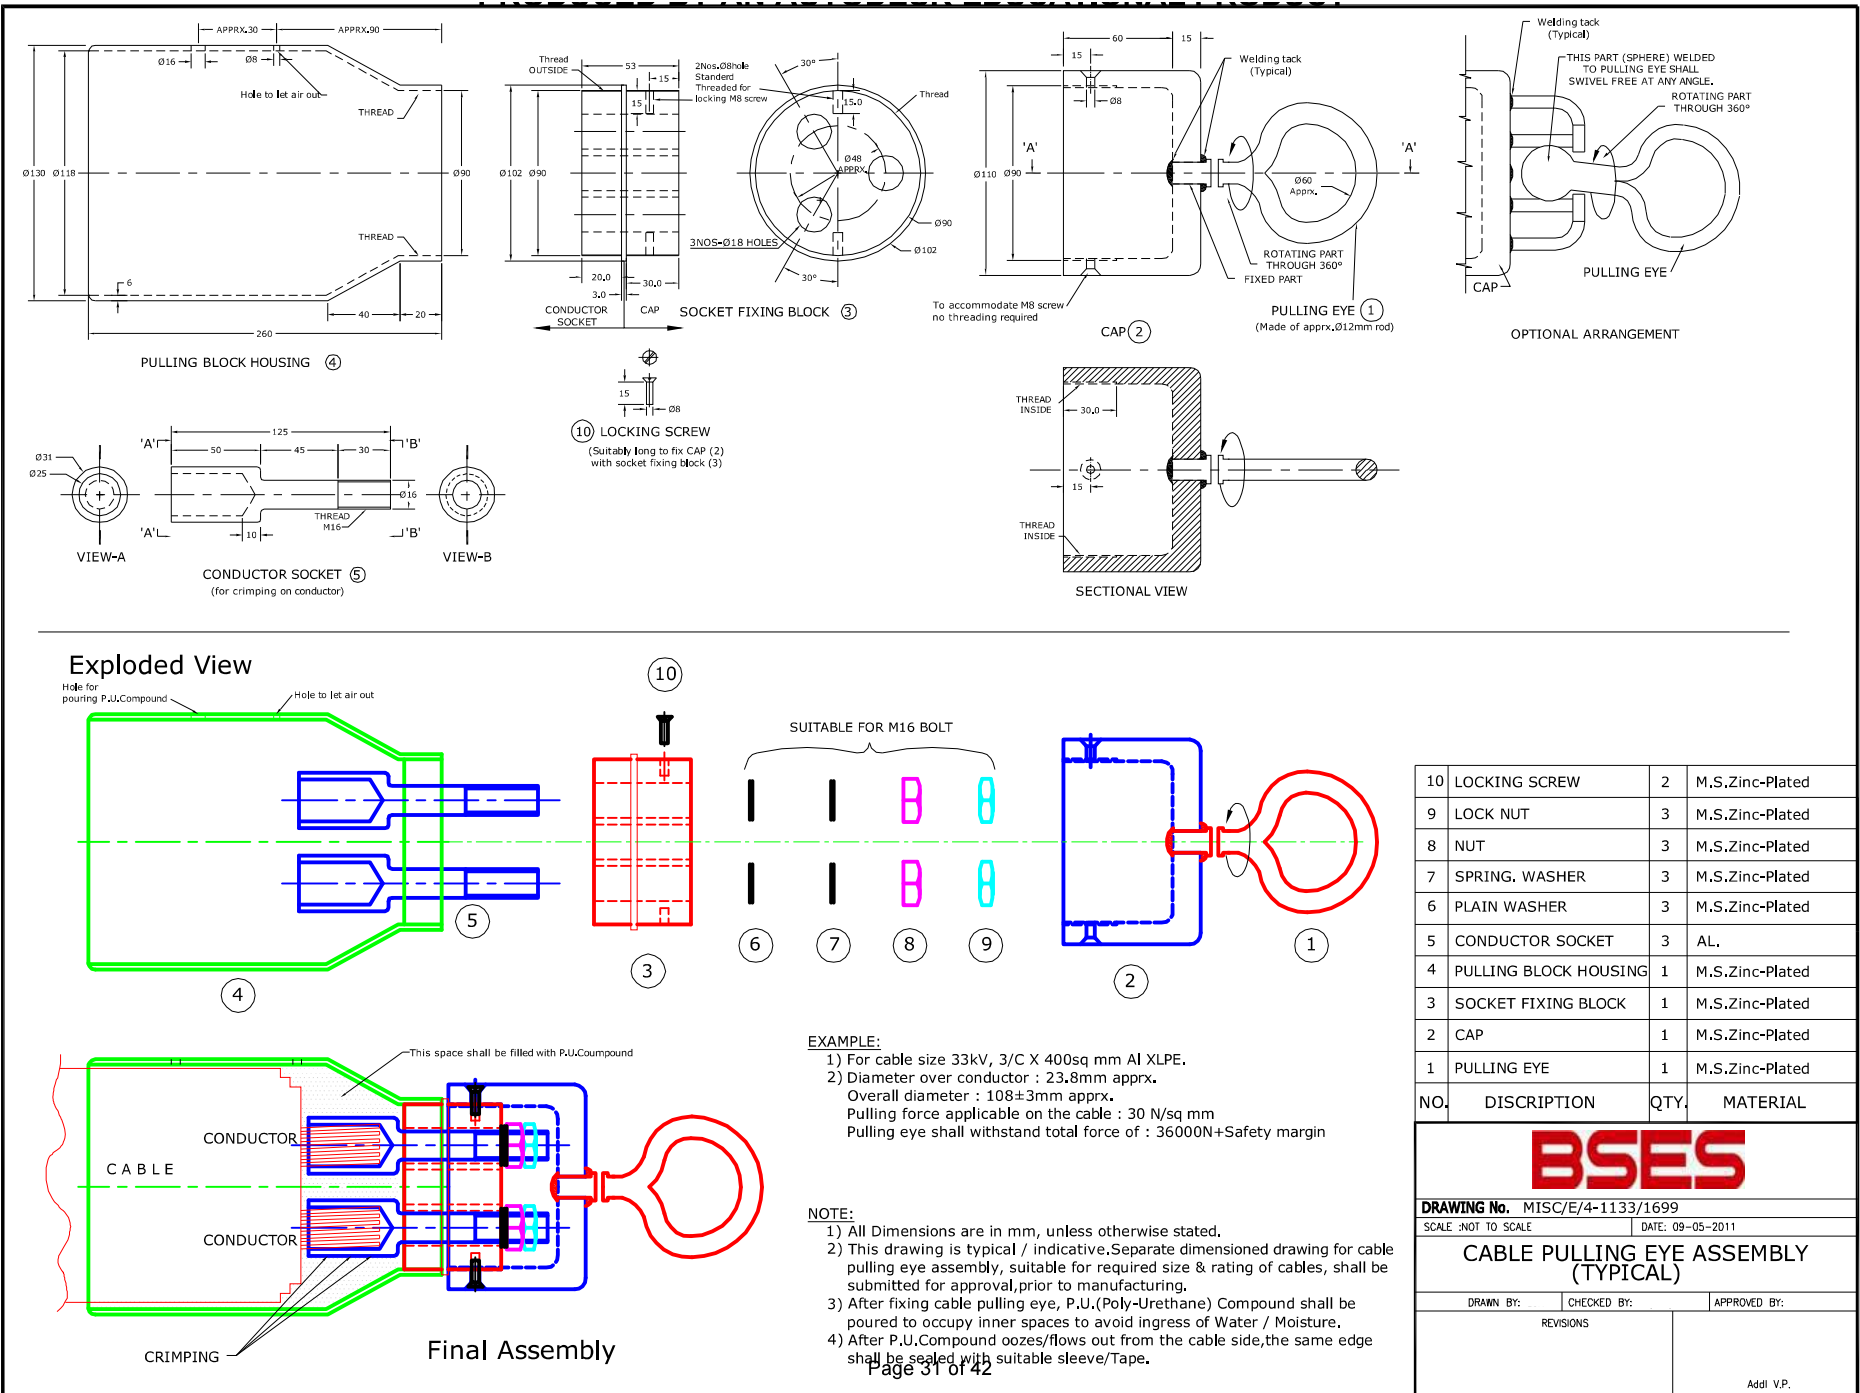 PRODUCED BY AN AUTODESK EDUCATIONAL PRODUCT
APPRX.30
APPRX.90
Ø16
Ø8
Hole to let air out
THREAD
Ø130
Ø118
Ø90
THREAD
6
40
20
260
PULLING BLOCK HOUSING 4
Thread
OUTSIDE
53
15
15
2Nos.Ø8hole
Standerd
Threaded for
locking M8 screw
Ø102
Ø90
20.0
30.0
3.0
CONDUCTOR
SOCKET
CAP
30°
15.0
Thread
Ø48
APPRX.
Ø90
Ø102
3NOS-Ø18 HOLES
30°
SOCKET FIXING BLOCK 3
15
Ø8
10 LOCKING SCREW
(Suitably long to fix CAP (2)
with socket fixing block (3)
60
15
15
Welding tack
(Typical)
Ø8
'A'
'A'
Ø110
Ø90
Ø60
Apprx.
ROTATING PART
THROUGH 360°
FIXED PART
To accommodate M8 screw
no threading required
CAP 2
PULLING EYE 1
(Made of apprx.Ø12mm rod)
Welding tack
(Typical)
THIS PART (SPHERE) WELDED
TO PULLING EYE SHALL
SWIVEL FREE AT ANY ANGLE.
ROTATING PART
THROUGH 360°
PULLING EYE
CAP
OPTIONAL ARRANGEMENT
THREAD
INSIDE
30.0
15
THREAD
INSIDE
SECTIONAL VIEW
Ø31
Ø25
VIEW-A
'A'
125
'B'
50
45
30
Ø16
THREAD
M16
'A'
10
'B'
VIEW-B
CONDUCTOR SOCKET 5
(for crimping on conductor)
Exploded View
Hole for
pouring P.U.Compound
Hole to let air out
10
SUITABLE FOR M16 BOLT
5
4
3
6
7
8
9
2
1
This space shall be filled with P.U.Coumpound
CONDUCTOR
CABLE
CONDUCTOR
CRIMPING
Final Assembly
EXAMPLE:
1) For cable size 33kV, 3/C X 400sq mm Al XLPE.
2) Diameter over conductor : 23.8mm apprx.
Overall diameter : 108±3mm apprx.
Pulling force applicable on the cable : 30 N/sq mm
Pulling eye shall withstand total force of : 36000N+Safety margin
NOTE:
1) All Dimensions are in mm, unless otherwise stated.
2) This drawing is typical / indicative.Separate dimensioned drawing for cable
pulling eye assembly, suitable for required size & rating of cables, shall be
submitted for approval,prior to manufacturing.
3) After fixing cable pulling eye, P.U.(Poly-Urethane) Compound shall be
poured to occupy inner spaces to avoid ingress of Water / Moisture.
4) After P.U.Compound oozes/flows out from the cable side,the same edge
shall be sealed with suitable sleeve/Tape.
Page 31 of 42
10 LOCKING SCREW 2 M.S.Zinc-Plated
9 LOCK NUT 3 M.S.Zinc-Plated
8 NUT 3 M.S.Zinc-Plated
7 SPRING. WASHER 3 M.S.Zinc-Plated
6 PLAIN WASHER 3 M.S.Zinc-Plated
5 CONDUCTOR SOCKET 3 AL.
4 PULLING BLOCK HOUSING 1 M.S.Zinc-Plated
3 SOCKET FIXING BLOCK 1 M.S.Zinc-Plated
2 CAP 1 M.S.Zinc-Plated
1 PULLING EYE 1 M.S.Zinc-Plated
NO. DISCRIPTION QTY. MATERIAL
BSES
DRAWING No. MISC/E/4-1133/1699
SCALE :NOT TO SCALE DATE: 09-05-2011
CABLE PULLING EYE ASSEMBLY
(TYPICAL)
DRAWN BY: CHECKED BY: APPROVED BY:
REVISIONS
Addl V.P.